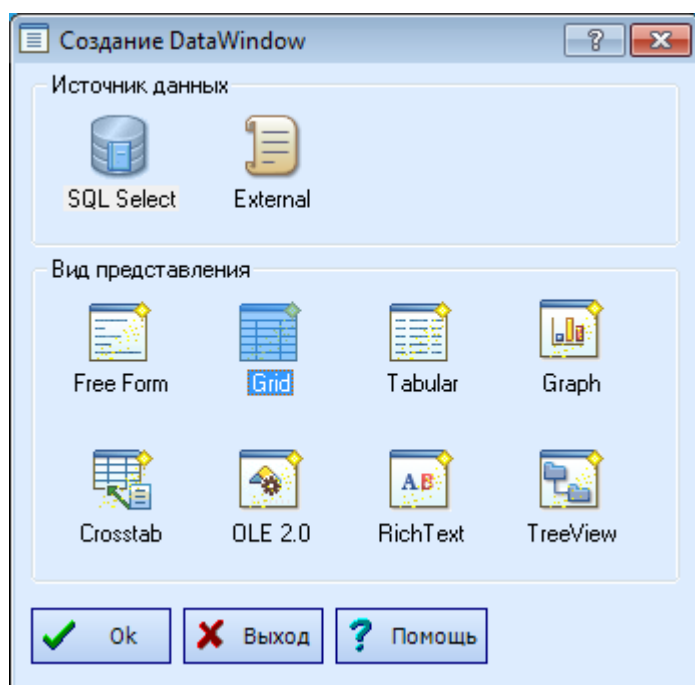 Создание DataWindow
Источник данных
SQL Select External
Вид представления
Free Form Grid Tabular Graph
Crosstab OLE 2.0 RichText TreeView
Ok Выход Помощь